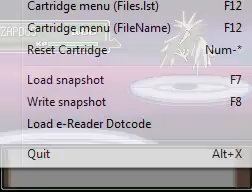 Cartridge menu (Files.lst) F12
Cartridge menu (FileName) F12
Reset Cartridge Num-*
Load snapshot F7
Write snapshot F8
Load e-Reader Dotcode
Quit Alt+X